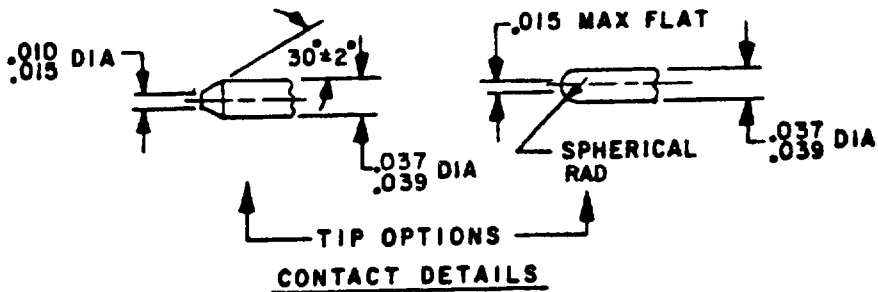 .010
.015 DIA
30°±2°
.037
.039 DIA
.015 MAX FLAT
SPHERICAL
RAD
.037
.039 DIA
TIP OPTIONS
CONTACT DETAILS